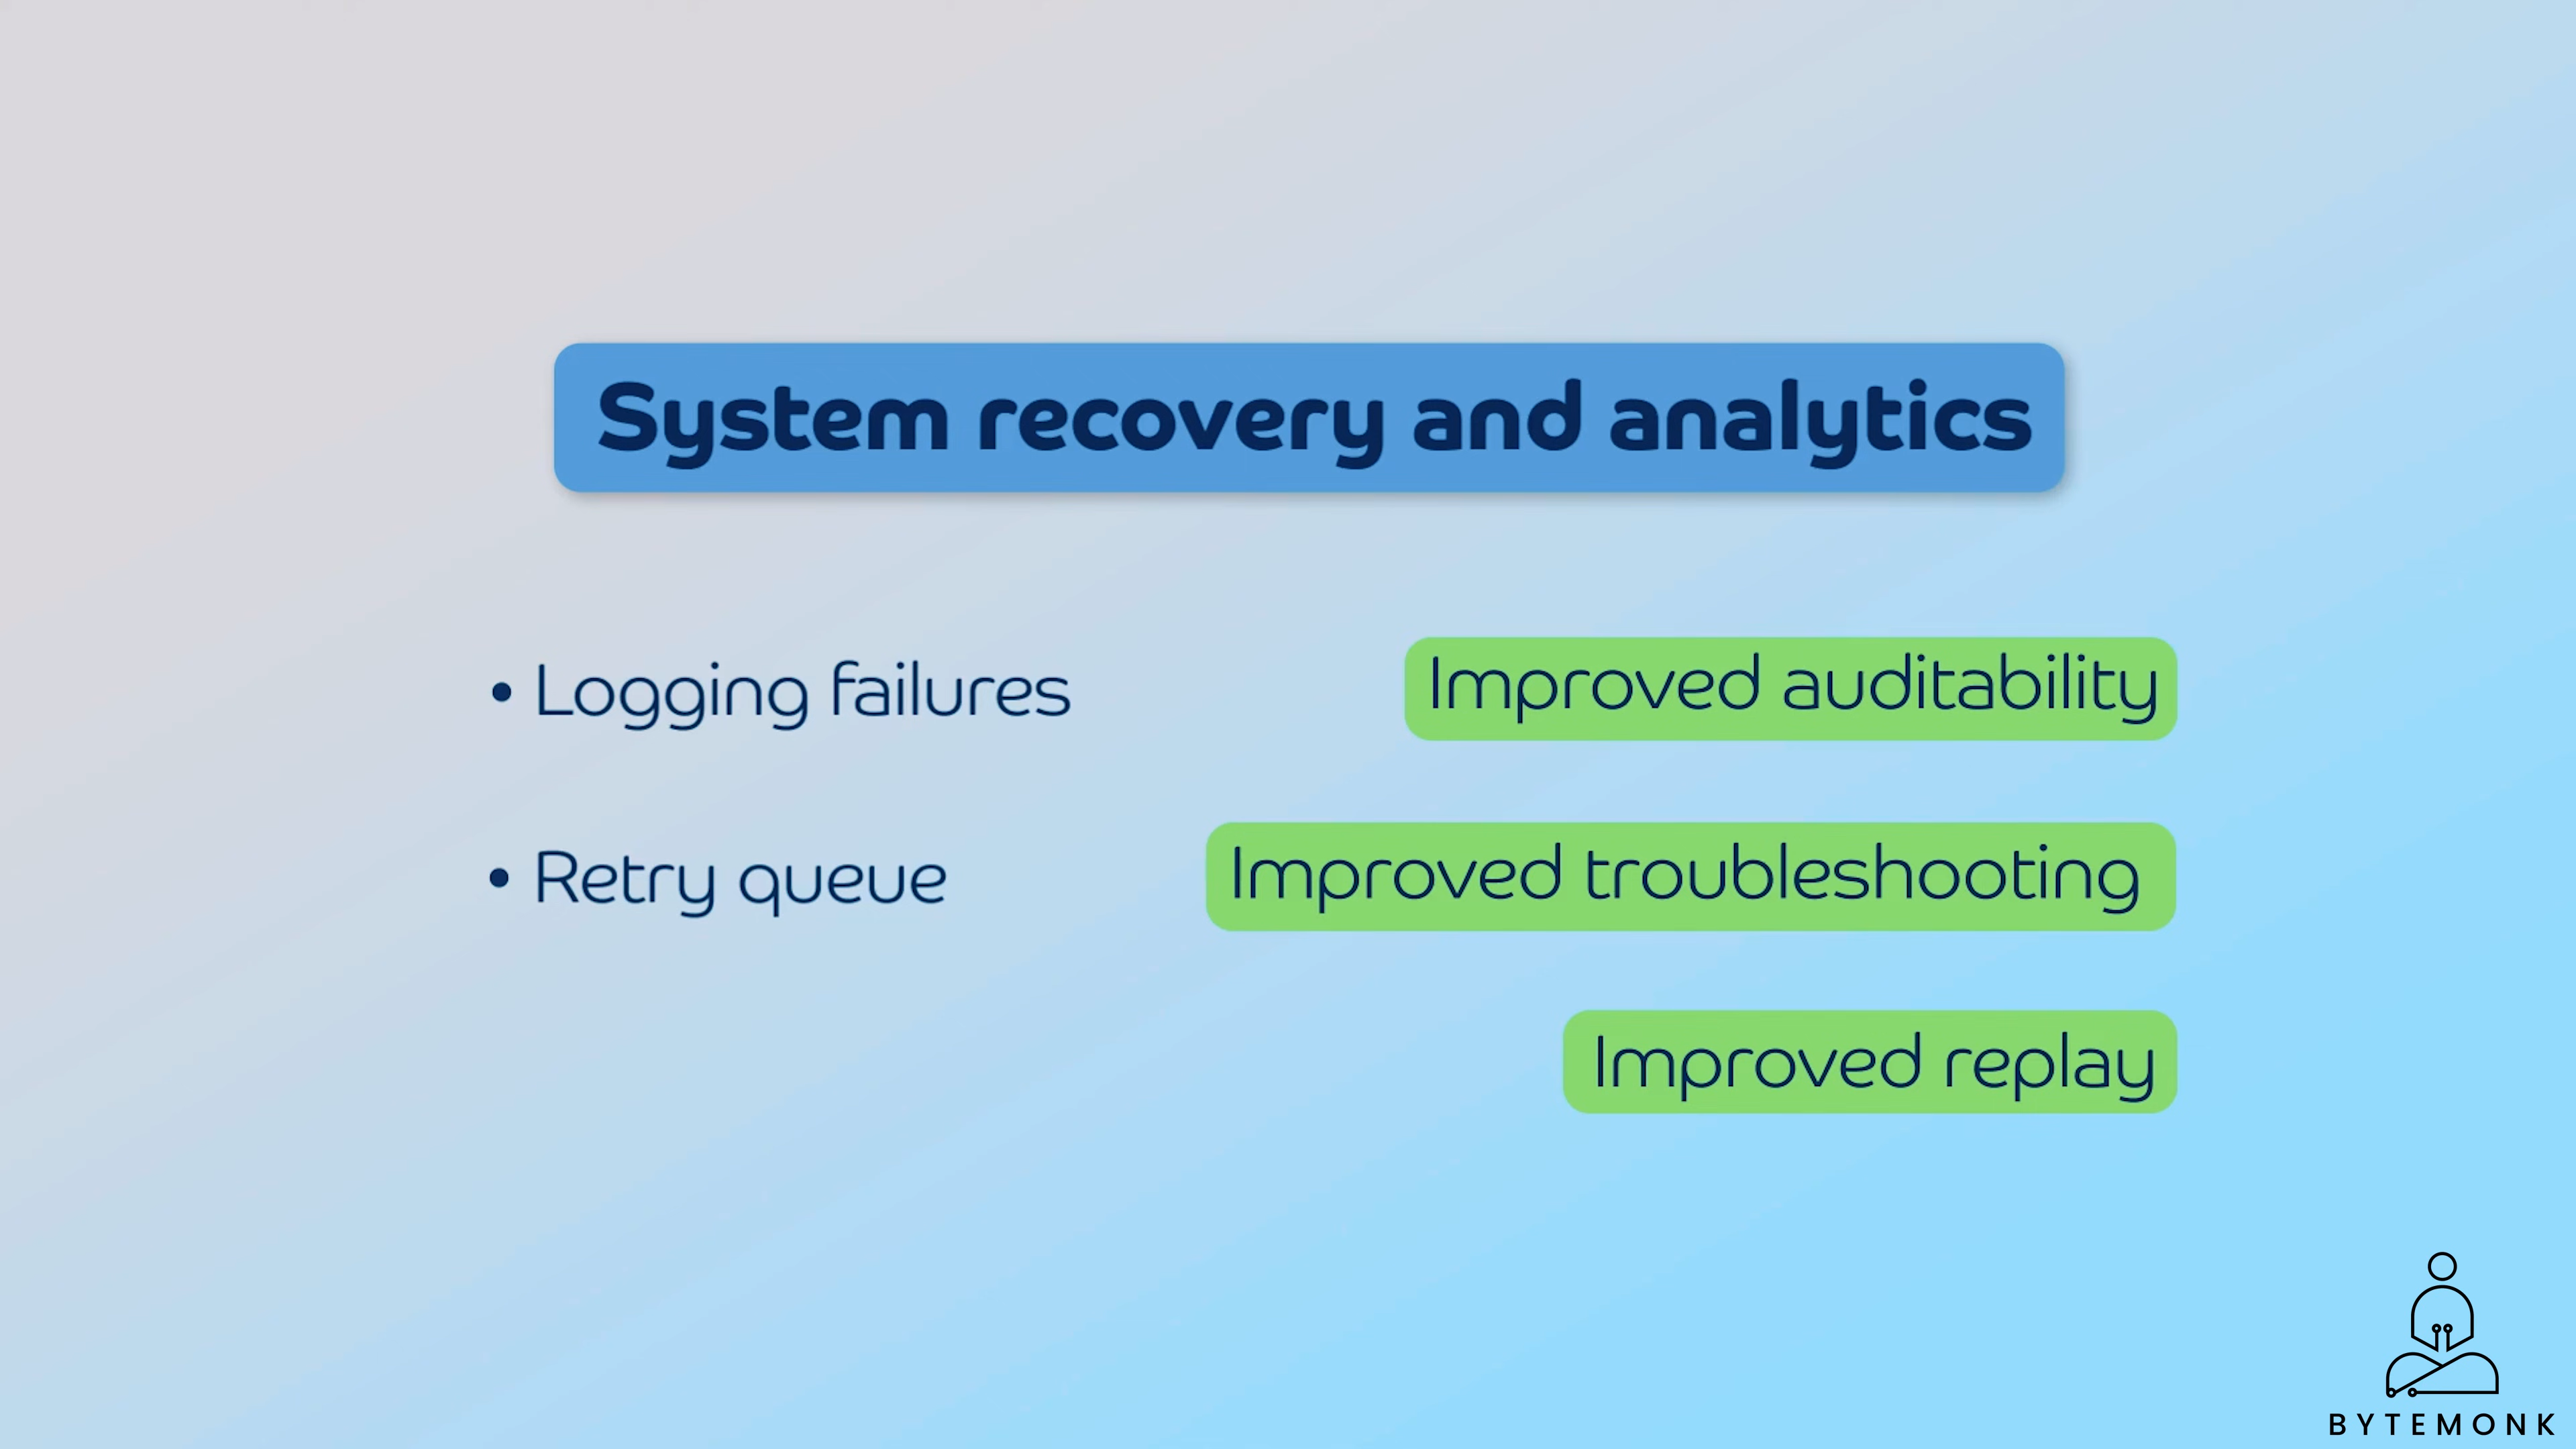 System recovery and analytics
• Logging failures
Improved auditability
• Retry queue
Improved troubleshooting
Improved replay
BYTEMONK